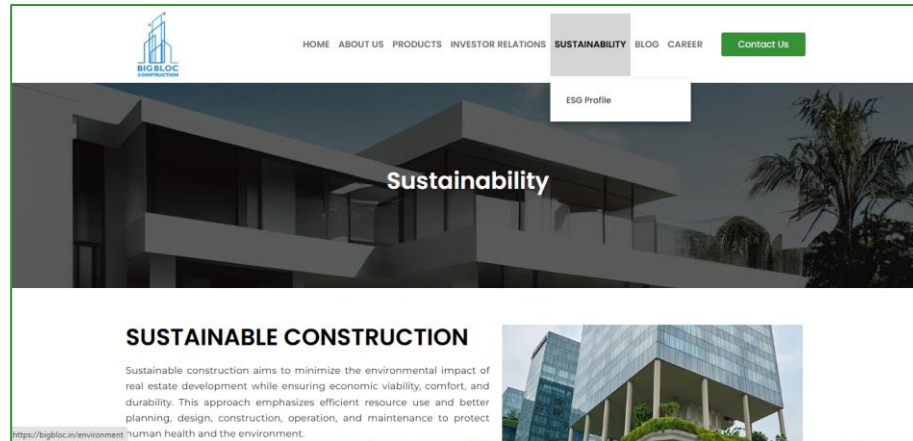 BIGBLOC
CONSTRUCTION
HOME ABOUT US PRODUCTS INVESTOR RELATIONS SUSTAINABILITY BLOG CAREER Contact Us
ESG Profile
Sustainability
SUSTAINABLE CONSTRUCTION
Sustainable construction aims to minimize the environmental impact of
real estate development while ensuring economic viability, comfort, and
durability. This approach emphasizes efficient resource use and better
planning, design, construction, operation, and maintenance to protect
human health and the environment.
https://bigbloc.in/environment